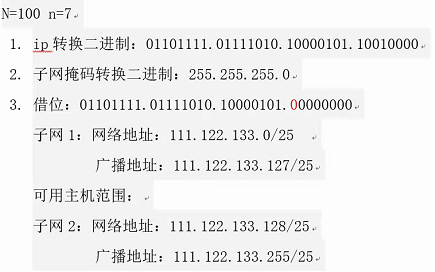 N=100 n=7
1. ip转换二进制：01101111.01111010.10000101.10010000
2. 子网掩码转换二进制：255.255.255.0
3. 借位：01101111.01111010.10000101.00000000
子网 1：网络地址：111.122.133.0/25
广播地址：111.122.133.127/25
可用主机范围：
子网 2：网络地址：111.122.133.128/25
广播地址：111.122.133.255/25